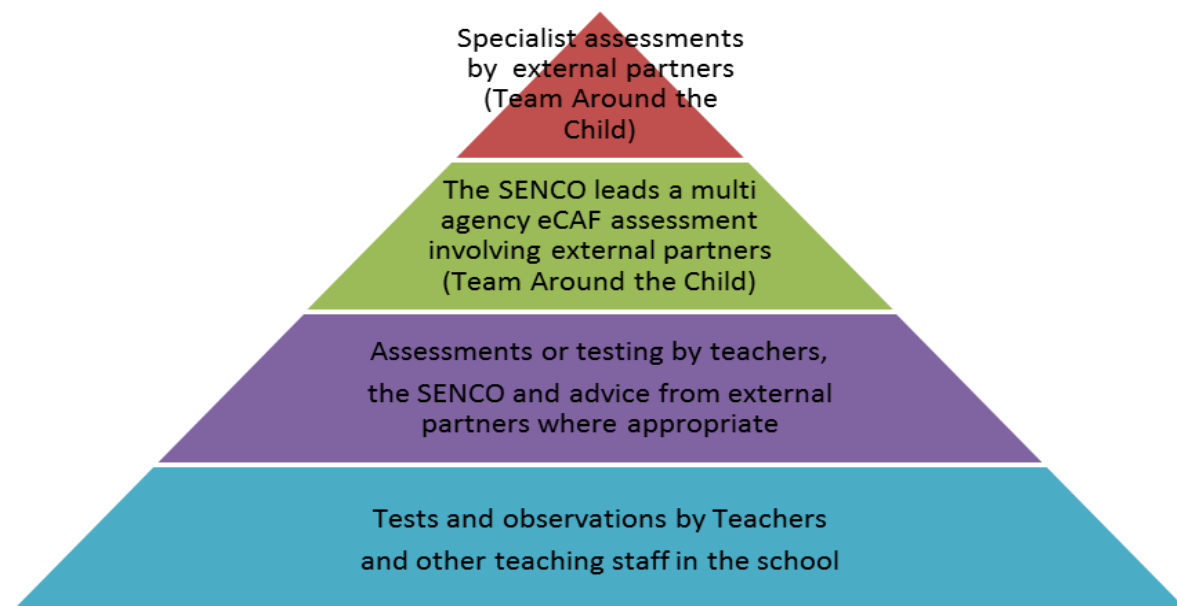 Specialist assessments
by external partners
(Team Around the
Child)
The SENCO leads a multi
agency eCAF assessment
involving external partners
(Team Around the Child)
Assessments or testing by teachers,
the SENCO and advice from external
partners where appropriate
Tests and observations by Teachers
and other teaching staff in the school